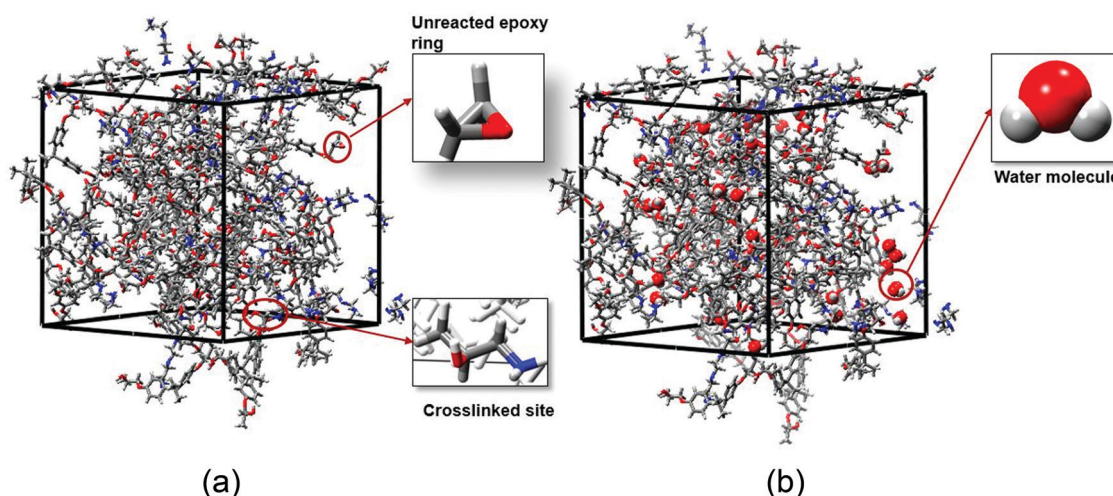 Unreacted epoxy
ring
Crosslinked site
Water molecule
(a)
(b)